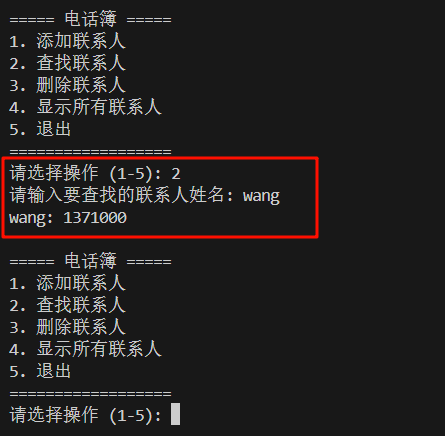 ===== 电话簿 =====
1. 添加联系人
2. 查找联系人
3. 删除联系人
4. 显示所有联系人
5. 退出
==================
请选择操作 (1-5): 2
请输入要查找的联系人姓名: wang
wang: 1371000
===== 电话簿 =====
1. 添加联系人
2. 查找联系人
3. 删除联系人
4. 显示所有联系人
5. 退出
==================
请选择操作 (1-5):